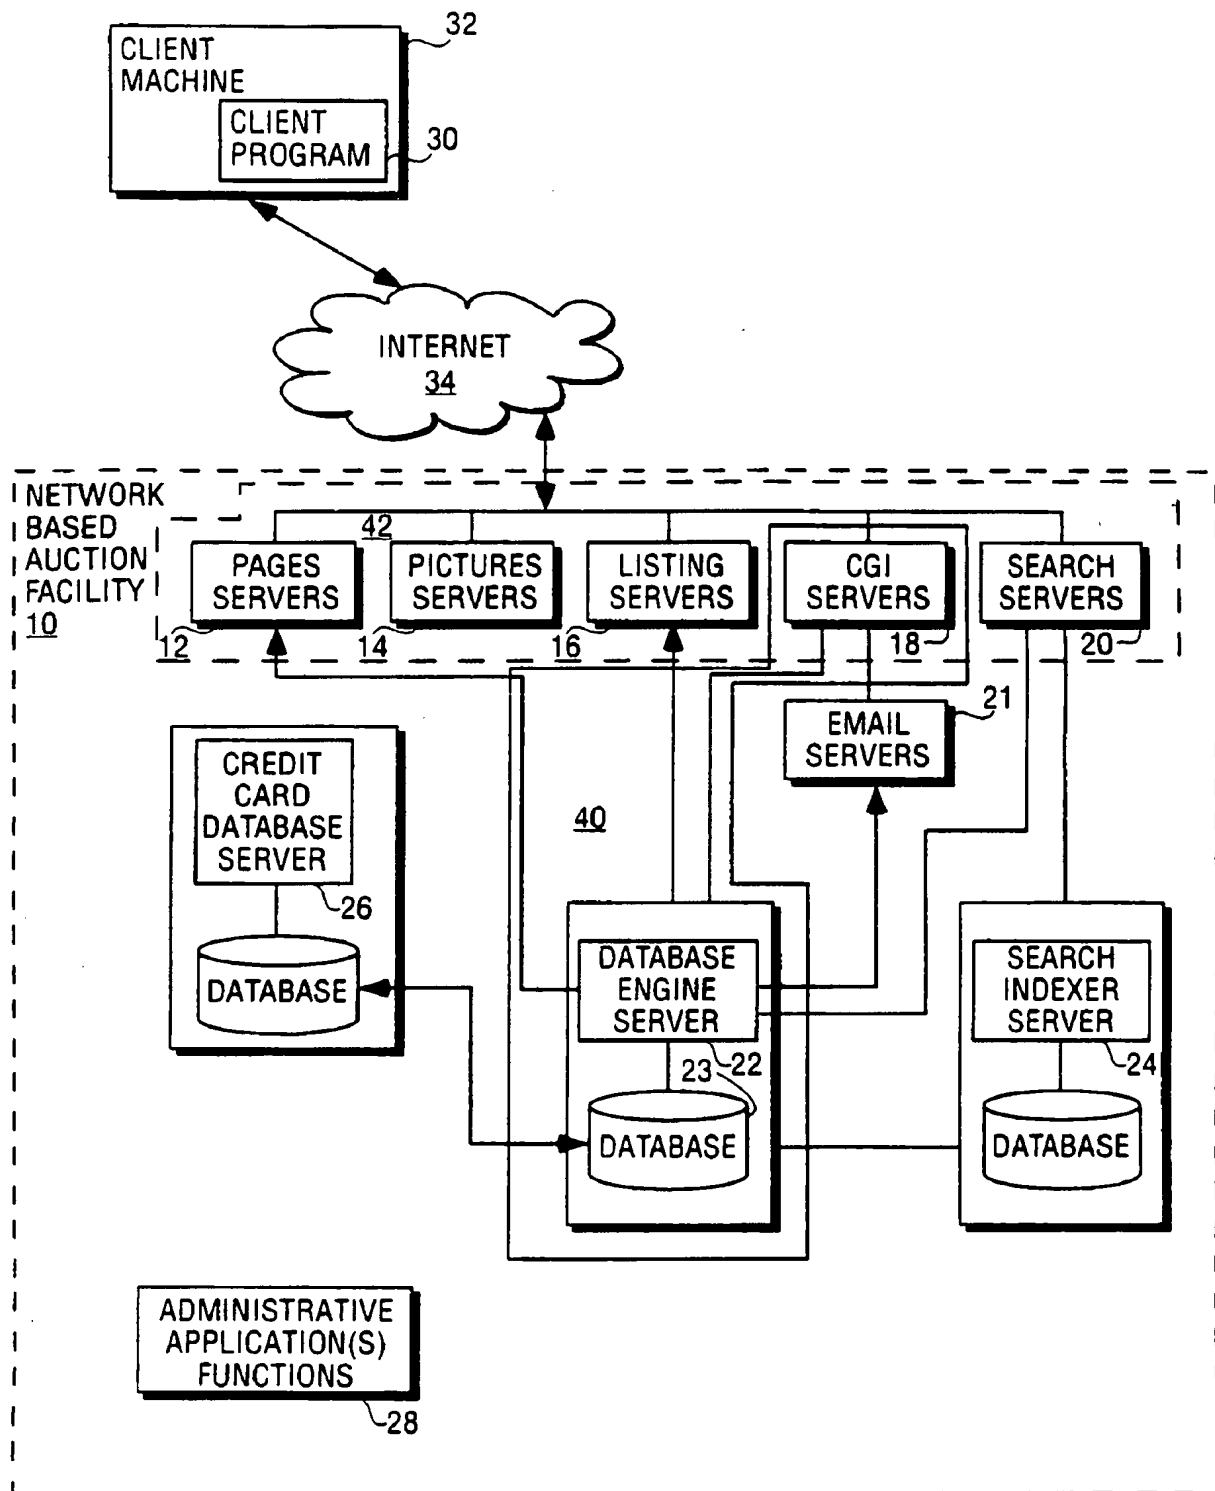 32
CLIENT
MACHINE
CLIENT
PROGRAM
30
INTERNET
34
NETWORK
BASED
AUCTION
FACILITY
10
42
PAGES
SERVERS
12
PICTURES
SERVERS
14
LISTING
SERVERS
16
CGI
SERVERS
18
SEARCH
SERVERS
20
EMAIL
SERVERS
21
CREDIT
CARD
DATABASE
SERVER
26
DATABASE
40
DATABASE
ENGINE
SERVER
22
23
DATABASE
SEARCH
INDEXER
SERVER
24
DATABASE
ADMINISTRATIVE
APPLICATION(S)
FUNCTIONS
28